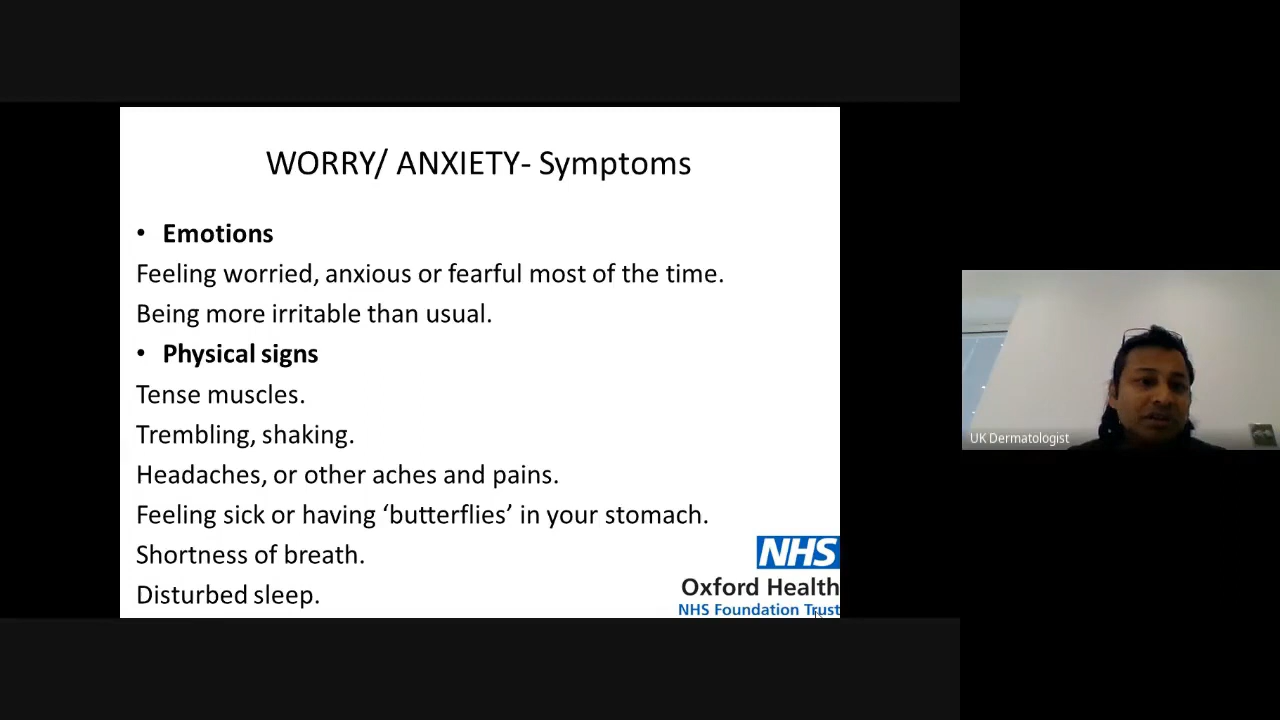 WORRY/ ANXIETY- Symptoms
• Emotions
Feeling worried, anxious or fearful most of the time.
Being more irritable than usual.
• Physical signs
Tense muscles.
Trembling, shaking.
Headaches, or other aches and pains.
Feeling sick or having ‘butterflies’ in your stomach.
Shortness of breath.
Disturbed sleep.
NHS
Oxford Health
NHS Foundation Trust
UK Dermatologist